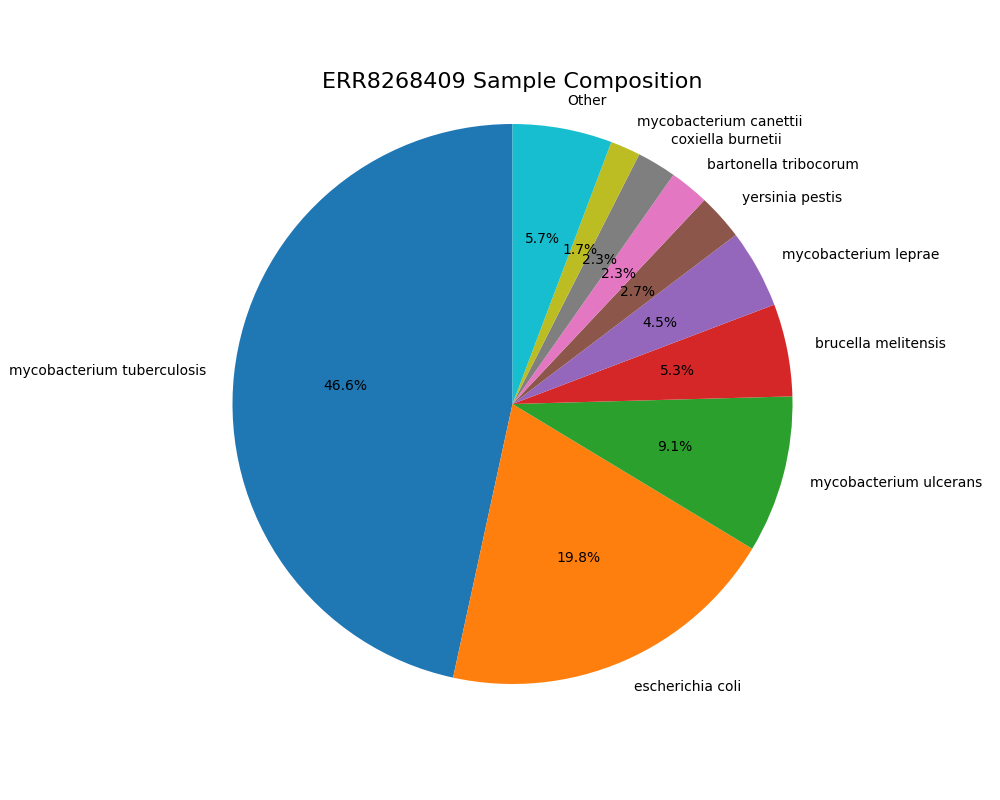 ERR8268409 Sample Composition
Other
mycobacterium canettii
coxiella burnetii
bartonella tribocorum
yersinia pestis
mycobacterium leprae
brucella melitensis
mycobacterium ulcerans
escherichia coli
mycobacterium tuberculosis
5.7%
1.7%
2.3%
2.3%
2.7%
4.5%
5.3%
9.1%
19.8%
46.6%